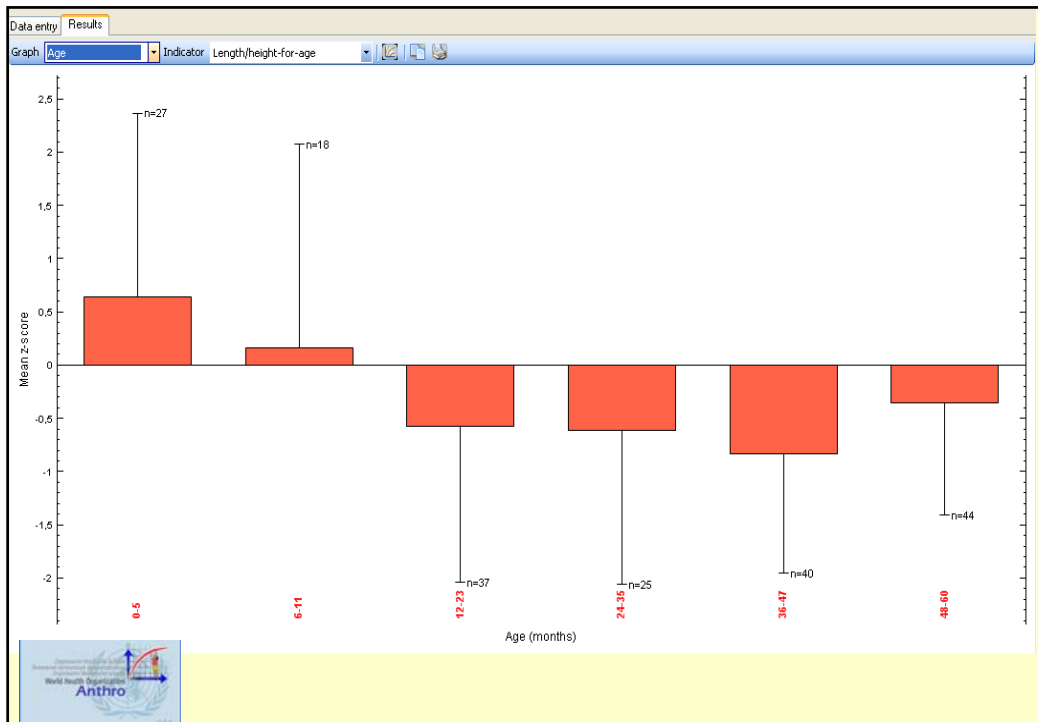 Data entry Results
Graph Age Indicator Length/height-for-age
2,5
2
1,5
1
0,5
0
-0,5
-1
-1,5
-2
Mean z-score
n=27
n=18
n=37
n=25
n=40
n=44
0-5
6-11
12-23
24-35
36-47
48-60
Age (months)
World Health Organization
Anthro